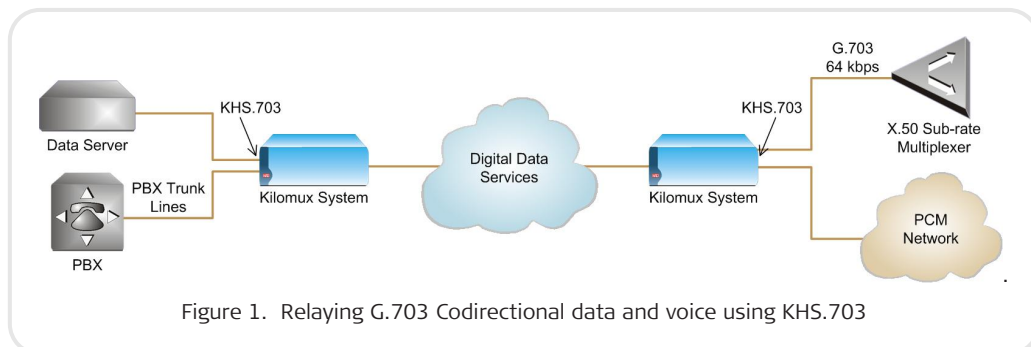 G.703
64 kbps
KHS.703
KHS.703
Data Server
X.50 Sub-rate
Multiplexer
Digital Data
Services
PBX Trunk
Lines
Kilomux System
Kilomux System
PCM
Network
PBX
.
Figure 1. Relaying G.703 Codirectional data and voice using KHS.703